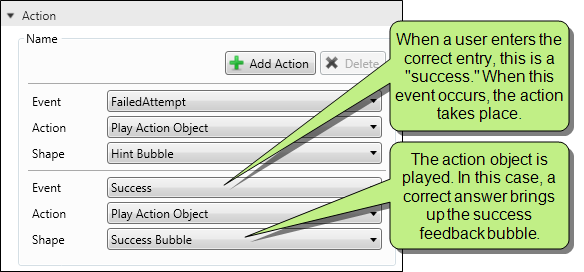 Action
Name
Add Action
Delete
Event
FailedAttempt
Action
Play Action Object
Shape
Hint Bubble
Event
Success
Action
Play Action Object
Shape
Success Bubble
When a user enters the
correct entry, this is a
"success." When this
event occurs, the action
takes place.
The action object is
played. In this case, a
correct answer brings
up the success
feedback bubble.